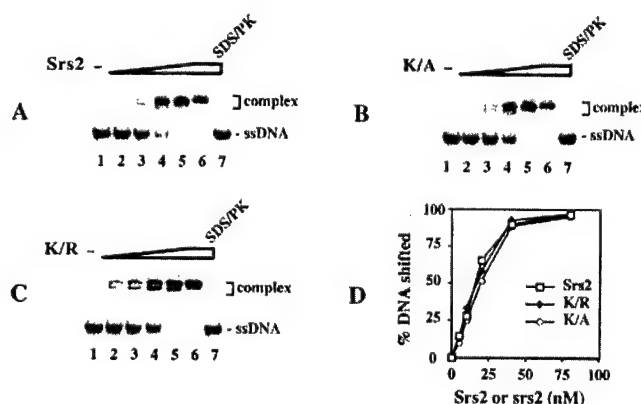 SDS/PK
Srs2 –
A
complex
- ssDNA
1 2 3 4 5 6 7
SDS/PK
K/A –
B
complex
- ssDNA
1 2 3 4 5 6 7
SDS/PK
K/R –
C
complex
- ssDNA
1 2 3 4 5 6 7
D
% DNA shifted
100
75
50
25
0
Srs2
K/R
K/A
0 25 50 75 100
Srs2 or srs2 (nM)